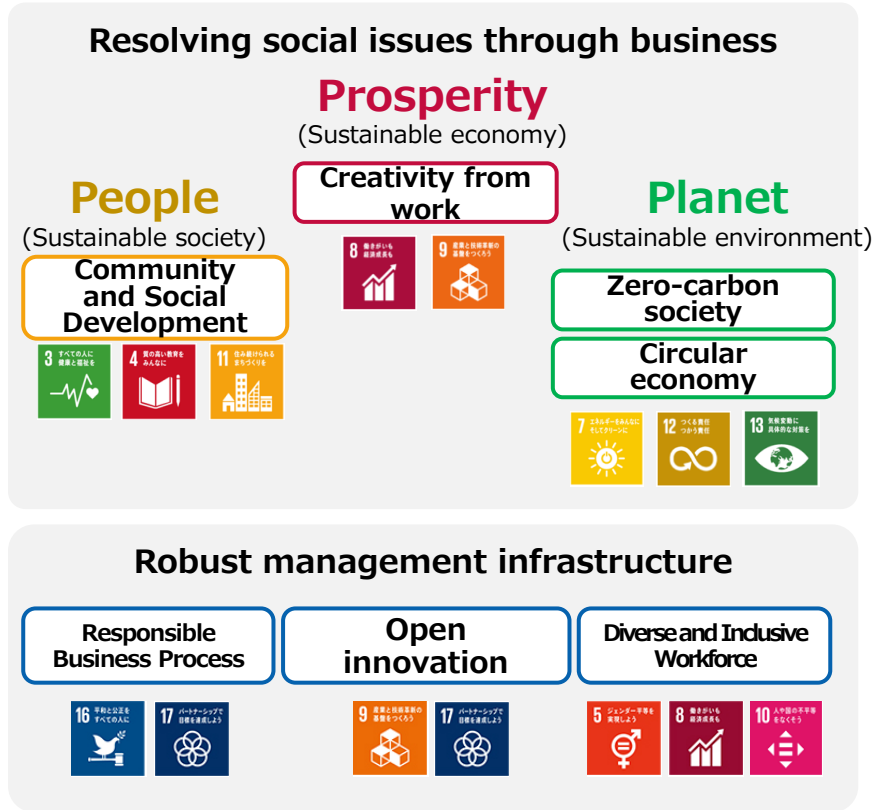 Resolving social issues through business
Prosperity
(Sustainable economy)
Creativity from
work
8 働きがいも
経済成長も
9 産業と技術革新の
基盤をつくろう
People
(Sustainable society)
Community
and Social
Development
3 すべての人に
健康と福祉を
4 質の高い教育を
みんなに
11 住み続けられる
まちづくりを
Planet
(Sustainable environment)
Zero-carbon
society
Circular
economy
7 エネルギーをみんなに
そしてクリーンに
12 つくる責任
つかう責任
13 気候変動に
具体的な対策を
Robust management infrastructure
Responsible
Business Process
16 平和と公正を
すべての人に
17 パートナーシップで
目標を達成しよう
Open
innovation
9 産業と技術革新の
基盤をつくろう
17 パートナーシップで
目標を達成しよう
Diverse and Inclusive
Workforce
5 ジェンダー平等を
実現しよう
8 働きがいも
経済成長も
10 人や国の不平等
をなくそう